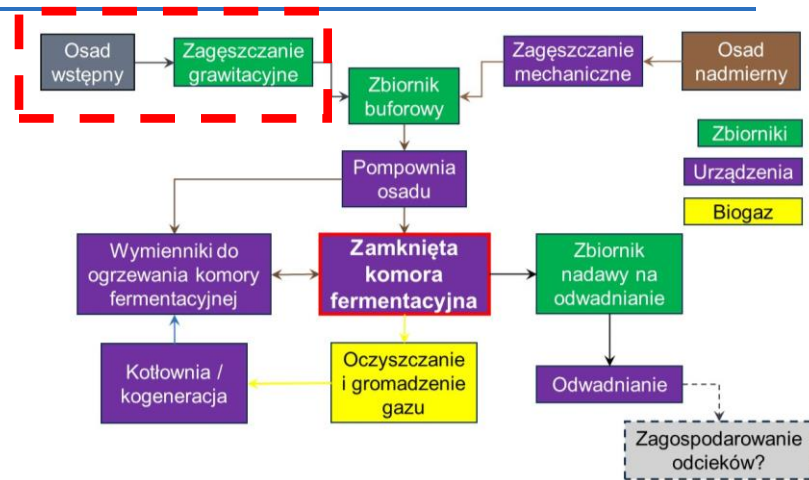 Osad
wstępny
Zagęszczanie
grawitacyjne
Zbiornik
buforowy
Zagęszczanie
mechaniczne
Osad
nadmierny
Zbiorniki
Urządzenia
Biogaz
Pompownia
osadu
Wymienniki do
ogrzewania komory
fermentacyjnej
Zamknięta
komora
fermentacyjna
Zbiornik
nadawy na
odwadnianie
Kotłownia /
kogeneracja
Oczyszczanie
i gromadzenie
gazu
Odwadnianie
Zagospodarowanie
odcieków?